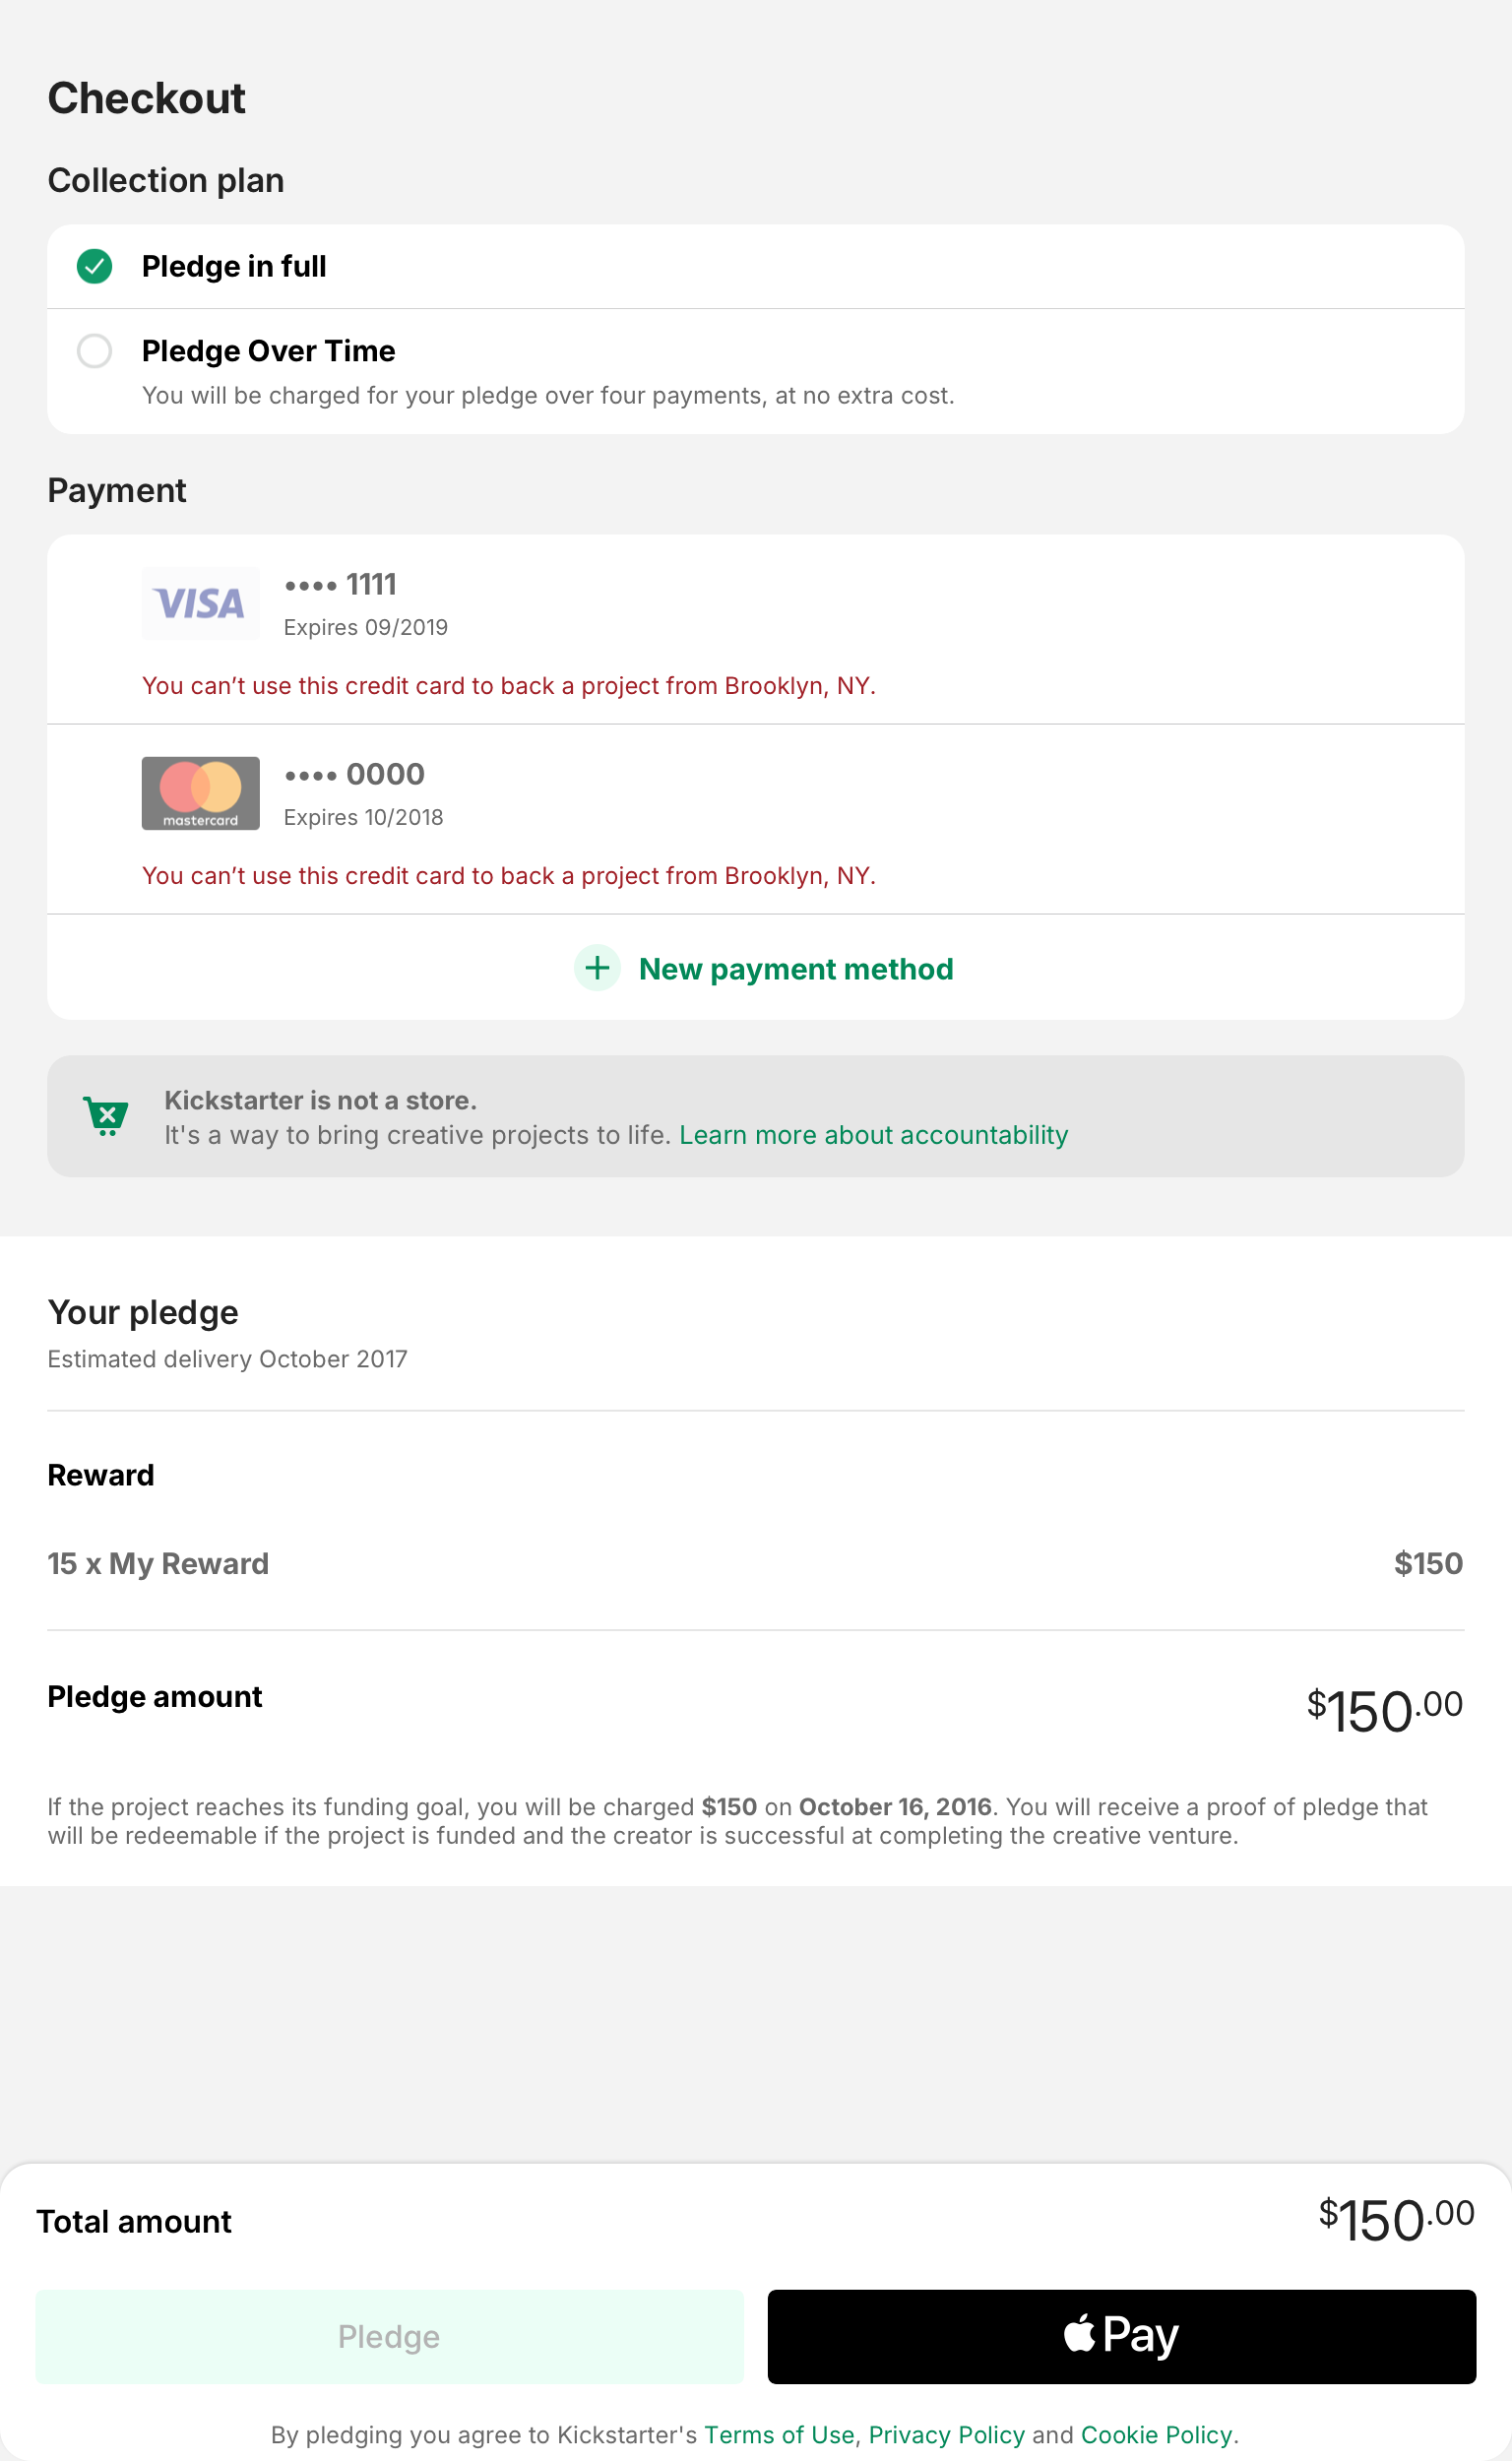 Checkout
Collection plan
Pledge in full
Pledge Over Time
You will be charged for your pledge over four payments, at no extra cost.
Payment
VISA
•••• 1111
Expires 09/2019
You can’t use this credit card to back a project from Brooklyn, NY.
mastercard
•••• 0000
Expires 10/2018
You can’t use this credit card to back a project from Brooklyn, NY.
New payment method
Kickstarter is not a store.
It's a way to bring creative projects to life. Learn more about accountability
Your pledge
Estimated delivery October 2017
Reward
15 x My Reward $150
Pledge amount $150.00
If the project reaches its funding goal, you will be charged $150 on October 16, 2016. You will receive a proof of pledge that
will be redeemable if the project is funded and the creator is successful at completing the creative venture.
Total amount $150.00
Pledge
Pay
By pledging you agree to Kickstarter's Terms of Use, Privacy Policy and Cookie Policy.